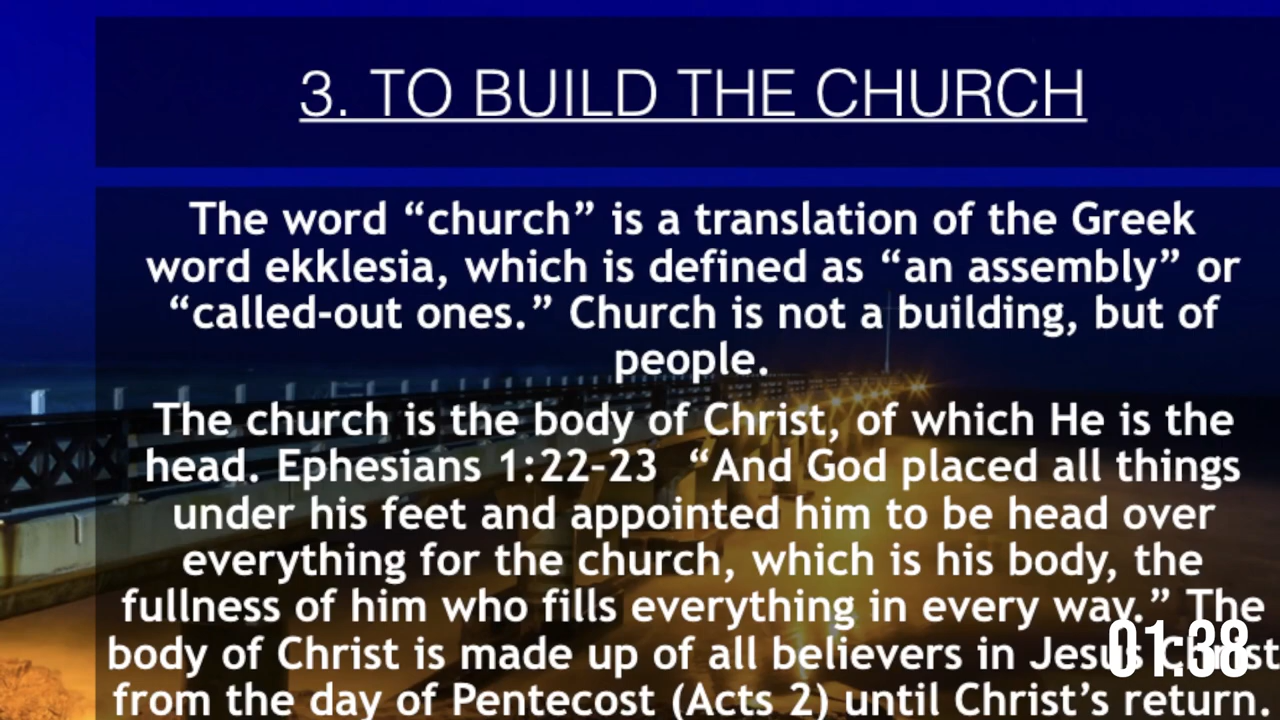 3. TO BUILD THE CHURCH
The word “church” is a translation of the Greek
word ekklesia, which is defined as “an assembly” or
“called-out ones.” Church is not a building, but of
people.
The church is the body of Christ, of which He is the
head. Ephesians 1:22-23 “And God placed all things
under his feet and appointed him to be head over
everything for the church, which is his body, the
fullness of him who fills everything in every way.” The
body of Christ is made up of all believers in Jesus Christ
from the day of Pentecost (Acts 2) until Christ’s return.
01:38